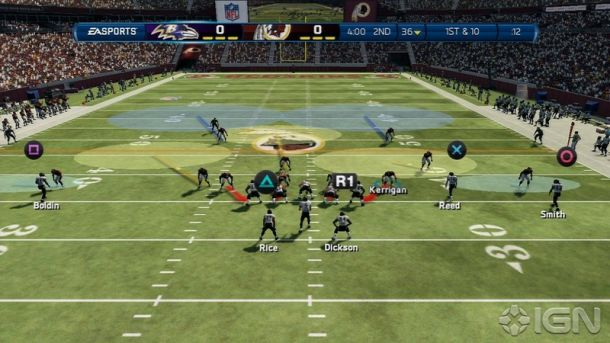 EA SPORTS 0 NFL 0 4:00 2ND 36 1ST & 10 :12
R1
Kerrigan
Boldin
Reed
Smith
Rice
Dickson
IGN